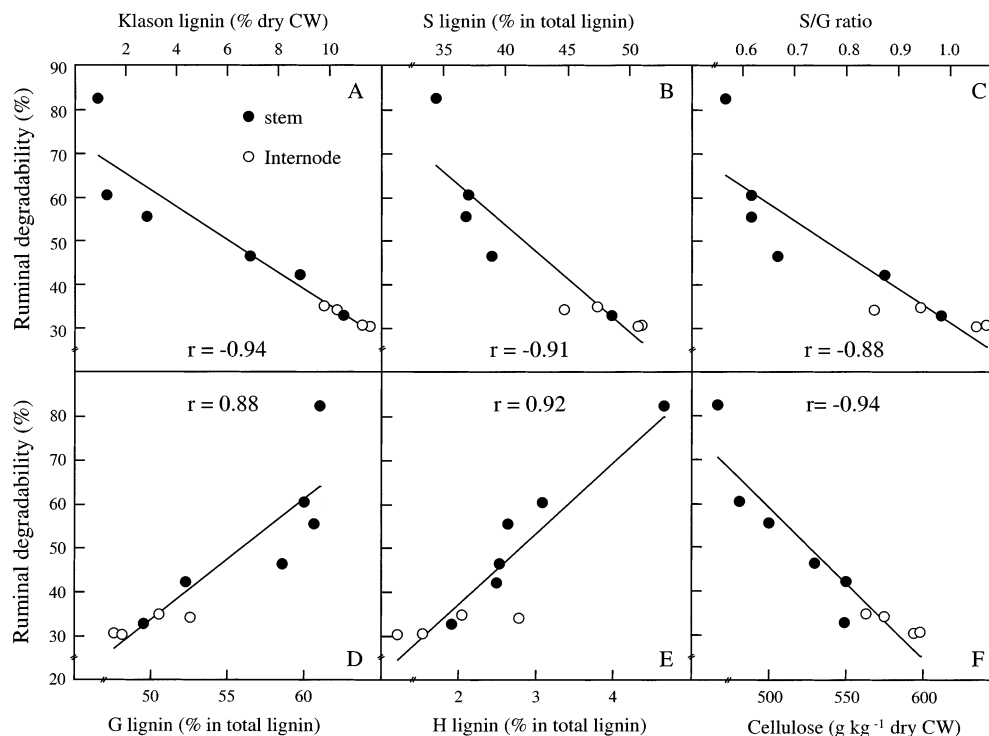 Klason lignin (% dry CW) S lignin (% in total lignin) S/G ratio
2 4 6 8 10 35 40 45 50 0.6 0.7 0.8 0.9 1.0
90
80
70
60
50
40
30
Ruminal degradability (%)
A B C
stem
Internode
r = -0.94 r = -0.91 r = -0.88
r = 0.88 r = 0.92 r= -0.94
80
70
60
50
40
30
20
Ruminal degradability (%)
D E F
50 55 60 2 3 4 500 550 600
G lignin (% in total lignin) H lignin (% in total lignin) Cellulose (g kg⁻¹ dry CW)